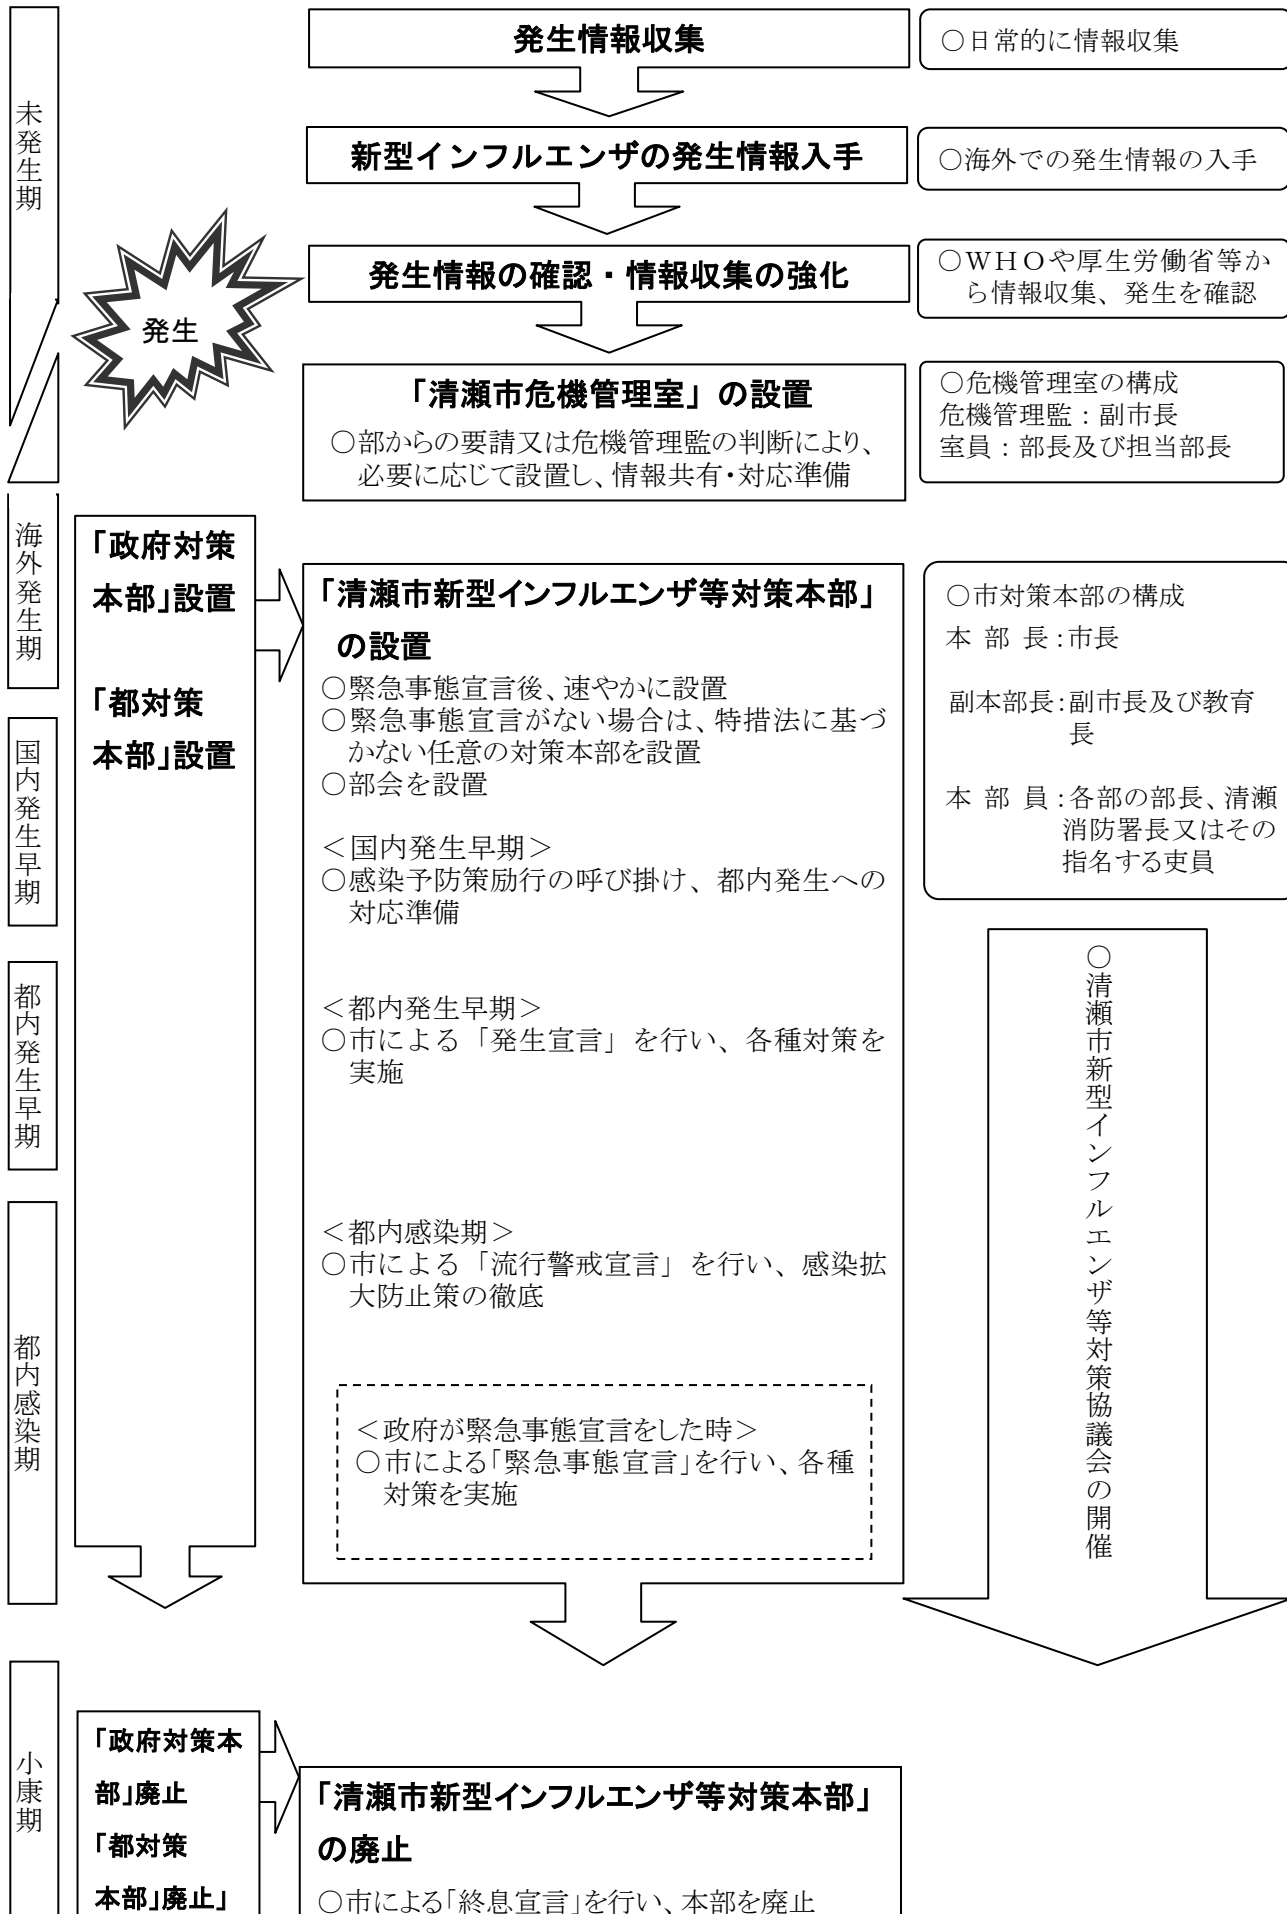 未発生期
発生情報収集
○日常的に情報収集
新型インフルエンザの発生情報入手
○海外での発生情報の入手
発生情報の確認・情報収集の強化
○WHOや厚生労働省等か
ら情報収集、発生を確認
発生
「清瀬市危機管理室」の設置
○部からの要請又は危機管理監の判断により、
必要に応じて設置し、情報共有・対応準備
○危機管理室の構成
危機管理監：副市長
室員：部長及び担当部長
海外発生期
国内発生早期
都内発生早期
都内感染期
「政府対策
本部」設置
「都対策
本部」設置
「清瀬市新型インフルエンザ等対策本部」
の設置
○緊急事態宣言後、速やかに設置
○緊急事態宣言がない場合は、特措法に基づ
かない任意の対策本部を設置
○部会を設置
＜国内発生早期＞
○感染予防策励行の呼び掛け、都内発生への
対応準備
＜都内発生早期＞
○市による「発生宣言」を行い、各種対策を
実施
＜都内感染期＞
○市による「流行警戒宣言」を行い、感染拡
大防止策の徹底
＜政府が緊急事態宣言をした時＞
○市による「緊急事態宣言」を行い、各種
対策を実施
○市対策本部の構成
本 部 長：市長
副本部長：副市長及び教育
長
本 部 員：各部の部長、清瀬
消防署長又はその
指名する吏員
○清瀬市新型インフルエンザ等対策協議会の開催
小康期
「政府対策本
部」廃止
「都対策
本部」廃止」
「清瀬市新型インフルエンザ等対策本部」
の廃止
○市による「終息宣言」を行い、本部を廃止